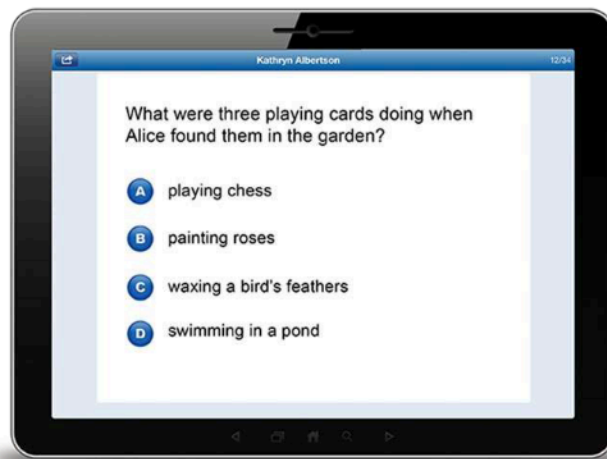 Kathryn Albertson
12/34
What were three playing cards doing when
Alice found them in the garden?
A playing chess
B painting roses
C waxing a bird's feathers
D swimming in a pond